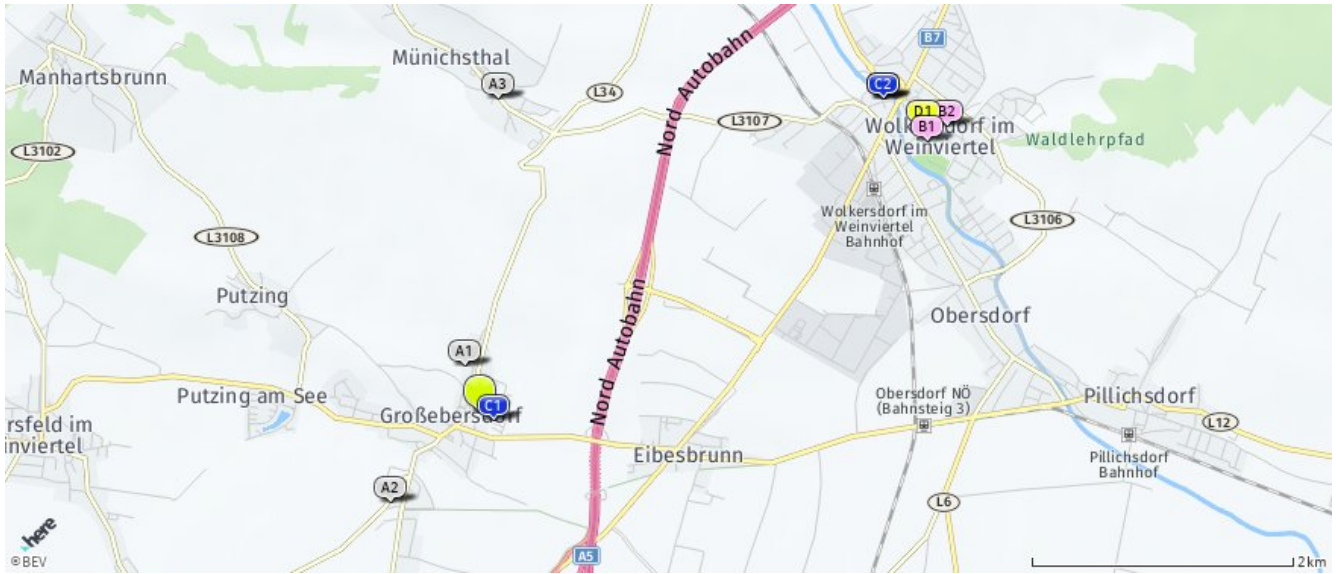 B7
Münichsthal
Manhartsbrunn
A3
L34
C2
Nord Autobahn
L3107
D1
B2
B1
Wolkersdorf im
Weinviertel
Waldlehrpfad
L3102
Wolkersdorf im
Weinviertel
Bahnhof
L3106
L3108
Putzing
Obersdorf
Nord Autobahn
A1
Putzing am See
C1
Großebersdorf
Obersdorf NÖ
(Bahnsteig 3)
Pillichsdorf
L12
rsfeld im
inviertel
Eibesbrunn
Pillichsdorf
Bahnhof
A2
L6
here
©BEV
A5
2km